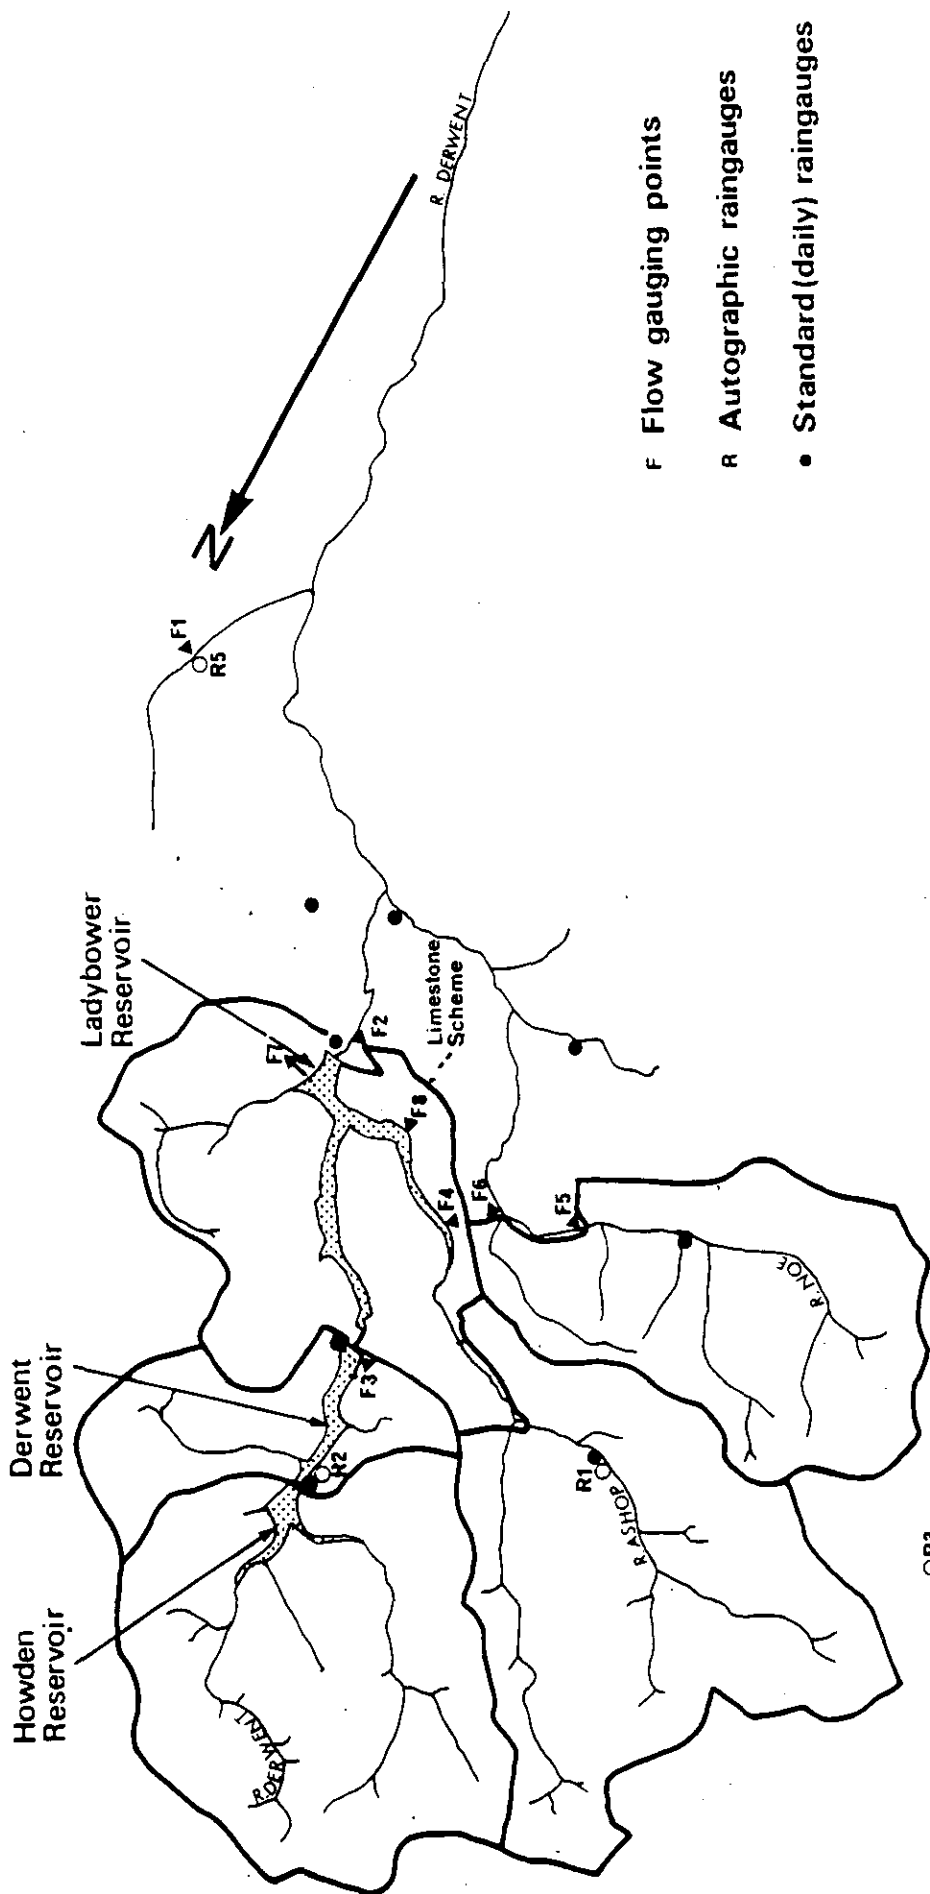 Howden
Reservoir
Derwent
Reservoir
Ladybower
Reservoir
R. DERWENT
R. DERWENT
N
F1
R5
F7
F2
Limestone
Scheme
F8
F4
F6
F5
R. NOE
F3
R2
R1
R. ASHOP
R3
F Flow gauging points
R Autographic raingauges
Standard (daily) raingauges